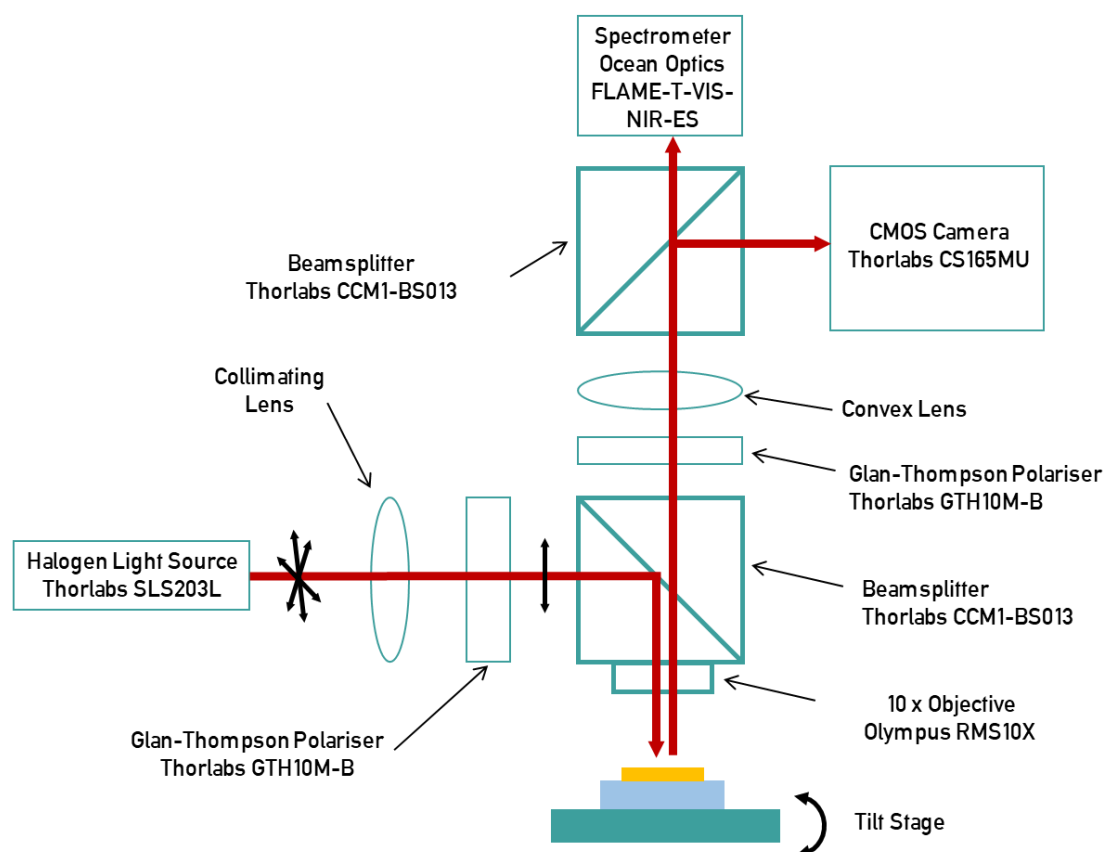 Spectrometer
Ocean Optics
FLAME-T-VIS-
NIR-ES
CMOS Camera
Thorlabs CS165MU
Beamsplitter
Thorlabs CCM1-BS013
Collimating
Lens
Convex Lens
Glan-Thompson Polariser
Thorlabs GTH10M-B
Halogen Light Source
Thorlabs SLS203L
Beamsplitter
Thorlabs CCM1-BS013
10 x Objective
Olympus RMS10X
Glan-Thompson Polariser
Thorlabs GTH10M-B
Tilt Stage